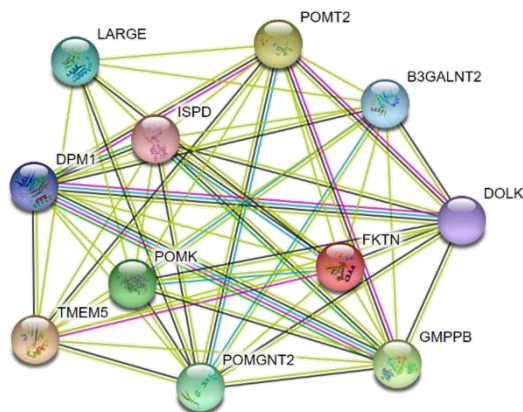 LARGE
POMT2
B3GALNT2
ISPD
DPM1
DOLK
FKTN
POMK
TMEM5
GMPPB
POMGNT2